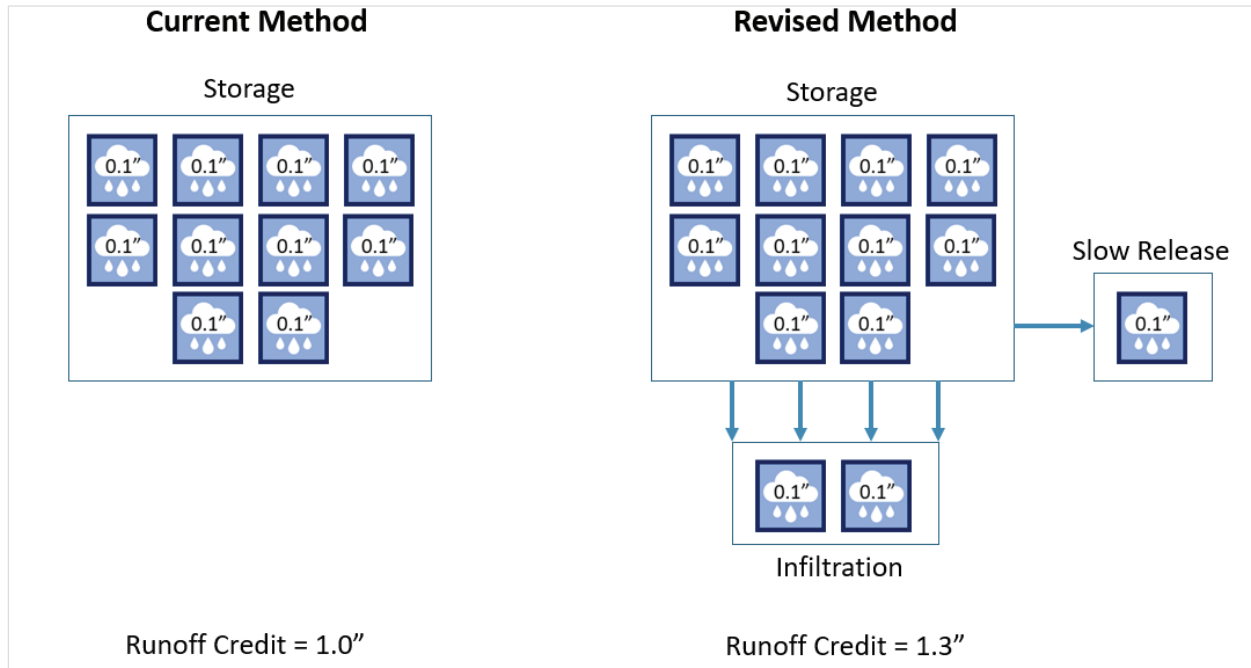 Current Method
Storage
0.1″ 0.1″ 0.1″ 0.1″
0.1″ 0.1″ 0.1″ 0.1″
0.1″ 0.1″
Runoff Credit = 1.0″
Revised Method
Storage
0.1″ 0.1″ 0.1″ 0.1″
0.1″ 0.1″ 0.1″ 0.1″
0.1″ 0.1″
Slow Release
0.1″
0.1″ 0.1″
Infiltration
Runoff Credit = 1.3″